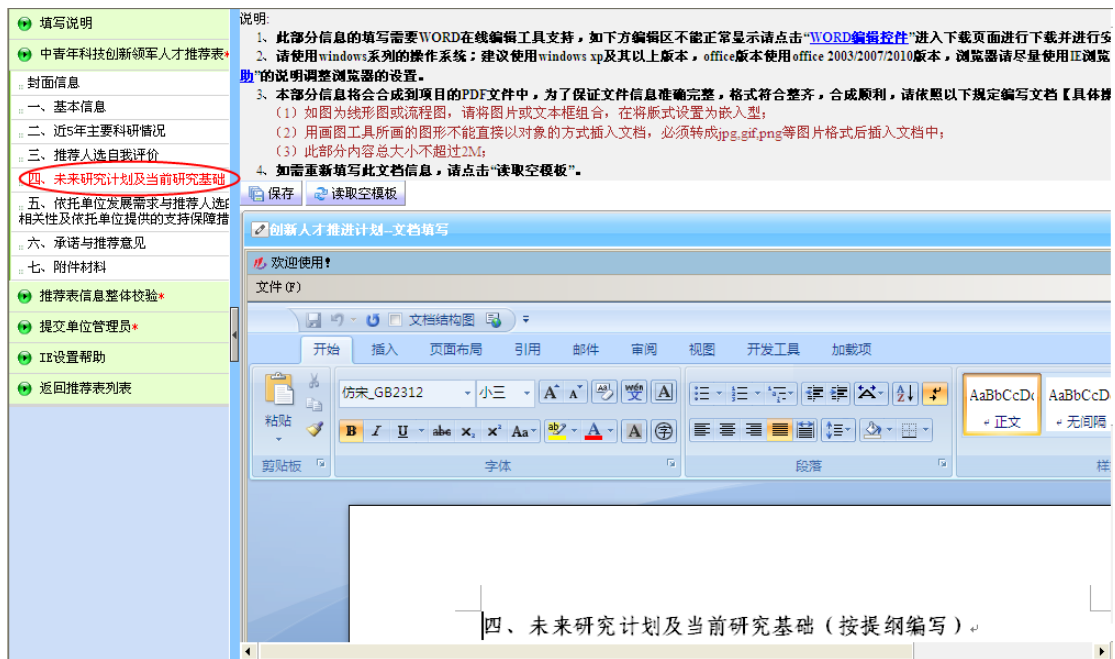 填写说明
中青年科技创新领军人才推荐表*
封面信息
一、基本信息
二、近5年主要科研情况
三、推荐人选自我评价
四、未来研究计划及当前研究基础
五、依托单位发展需求与推荐人选
相关性及依托单位提供的支持保障措
六、承诺与推荐意见
七、附件材料
推荐表信息整体校验*
提交单位管理员*
IE设置帮助
返回推荐表列表
说明:
1、此部分信息的填写需要WORD在线编辑工具支持，如下方编辑区不能正常显示请点击“WORD编辑控件”进入下载页面进行下载并进行安
2、请使用windows系列的操作系统；建议使用windows xp及其以上版本，office版本使用office 2003/2007/2010版本，浏览器请尽量使用IE浏览
助”的说明调整浏览器的设置。
3、本部分信息将会合成到项目的PDF文件中，为了保证文件信息准确完整，格式符合整齐，合成顺利，请依照以下规定编写文档【具体操
（1）如图为线形图或流程图，请将图片或文本框组合，在将版式设置为嵌入型;
（2）用画图工具所画的图形不能直接以对象的方式插入文档，必须转成jpg,gif,png等图片格式后插入文档中;
（3）此部分内容总大小不超过2M;
4、如需重新填写此文档信息，请点击“读取空模板”。
保存 读取空模板
创新人才推进计划—文档填写
欢迎使用!
文件(F)
文档结构图
开始 插入 页面布局 引用 邮件 审阅 视图 开发工具 加载项
仿宋_GB2312 小三 A A wén 变 A
粘贴 B I U abe x₂ x² Aa ab A A 字
AaBbCcDd AaBbCcD
正文 无间隔
剪贴板 字体 段落 样
四、未来研究计划及当前研究基础（按提纲编写）